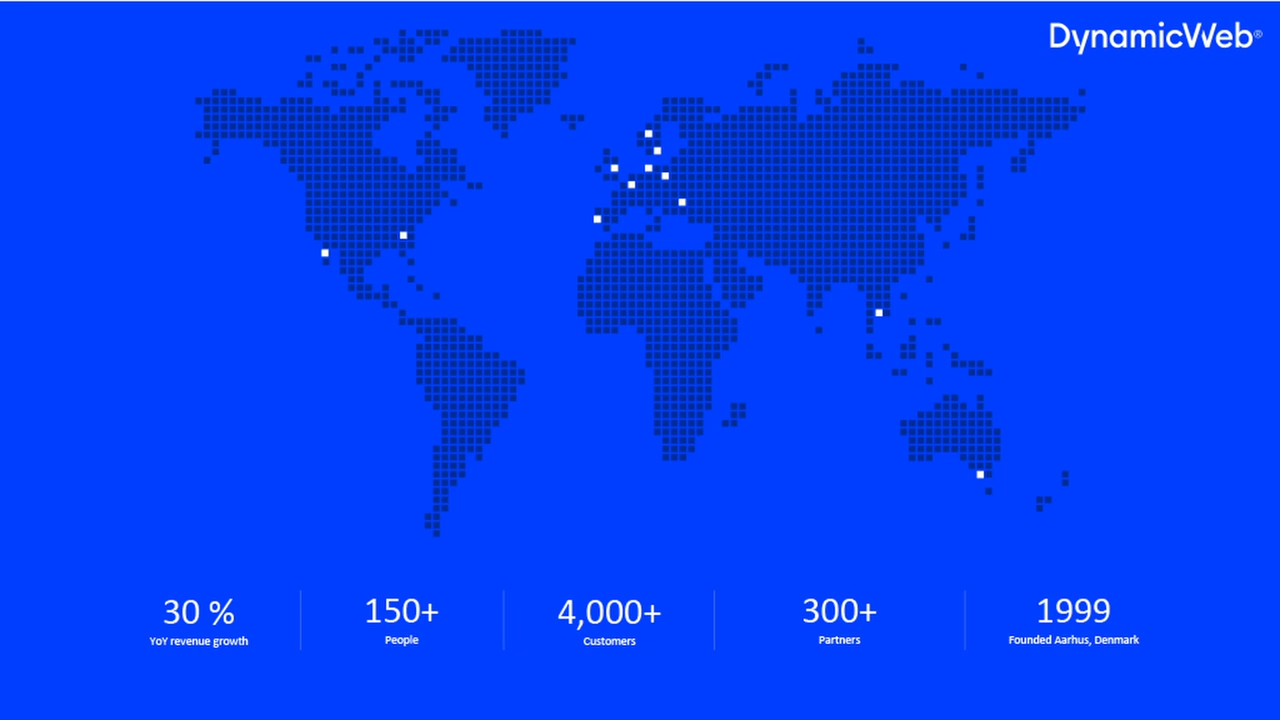 DynamicWeb®
30 %
YoY revenue growth
150+
People
4,000+
Customers
300+
Partners
1999
Founded Aarhus, Denmark